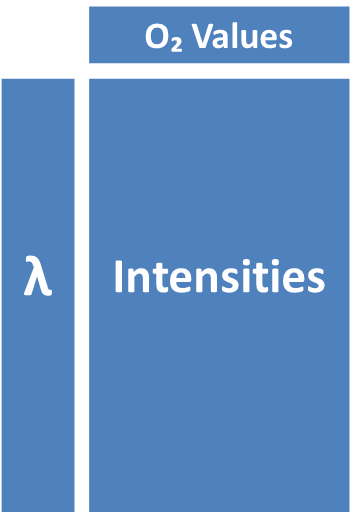 O₂ Values
λ
Intensities